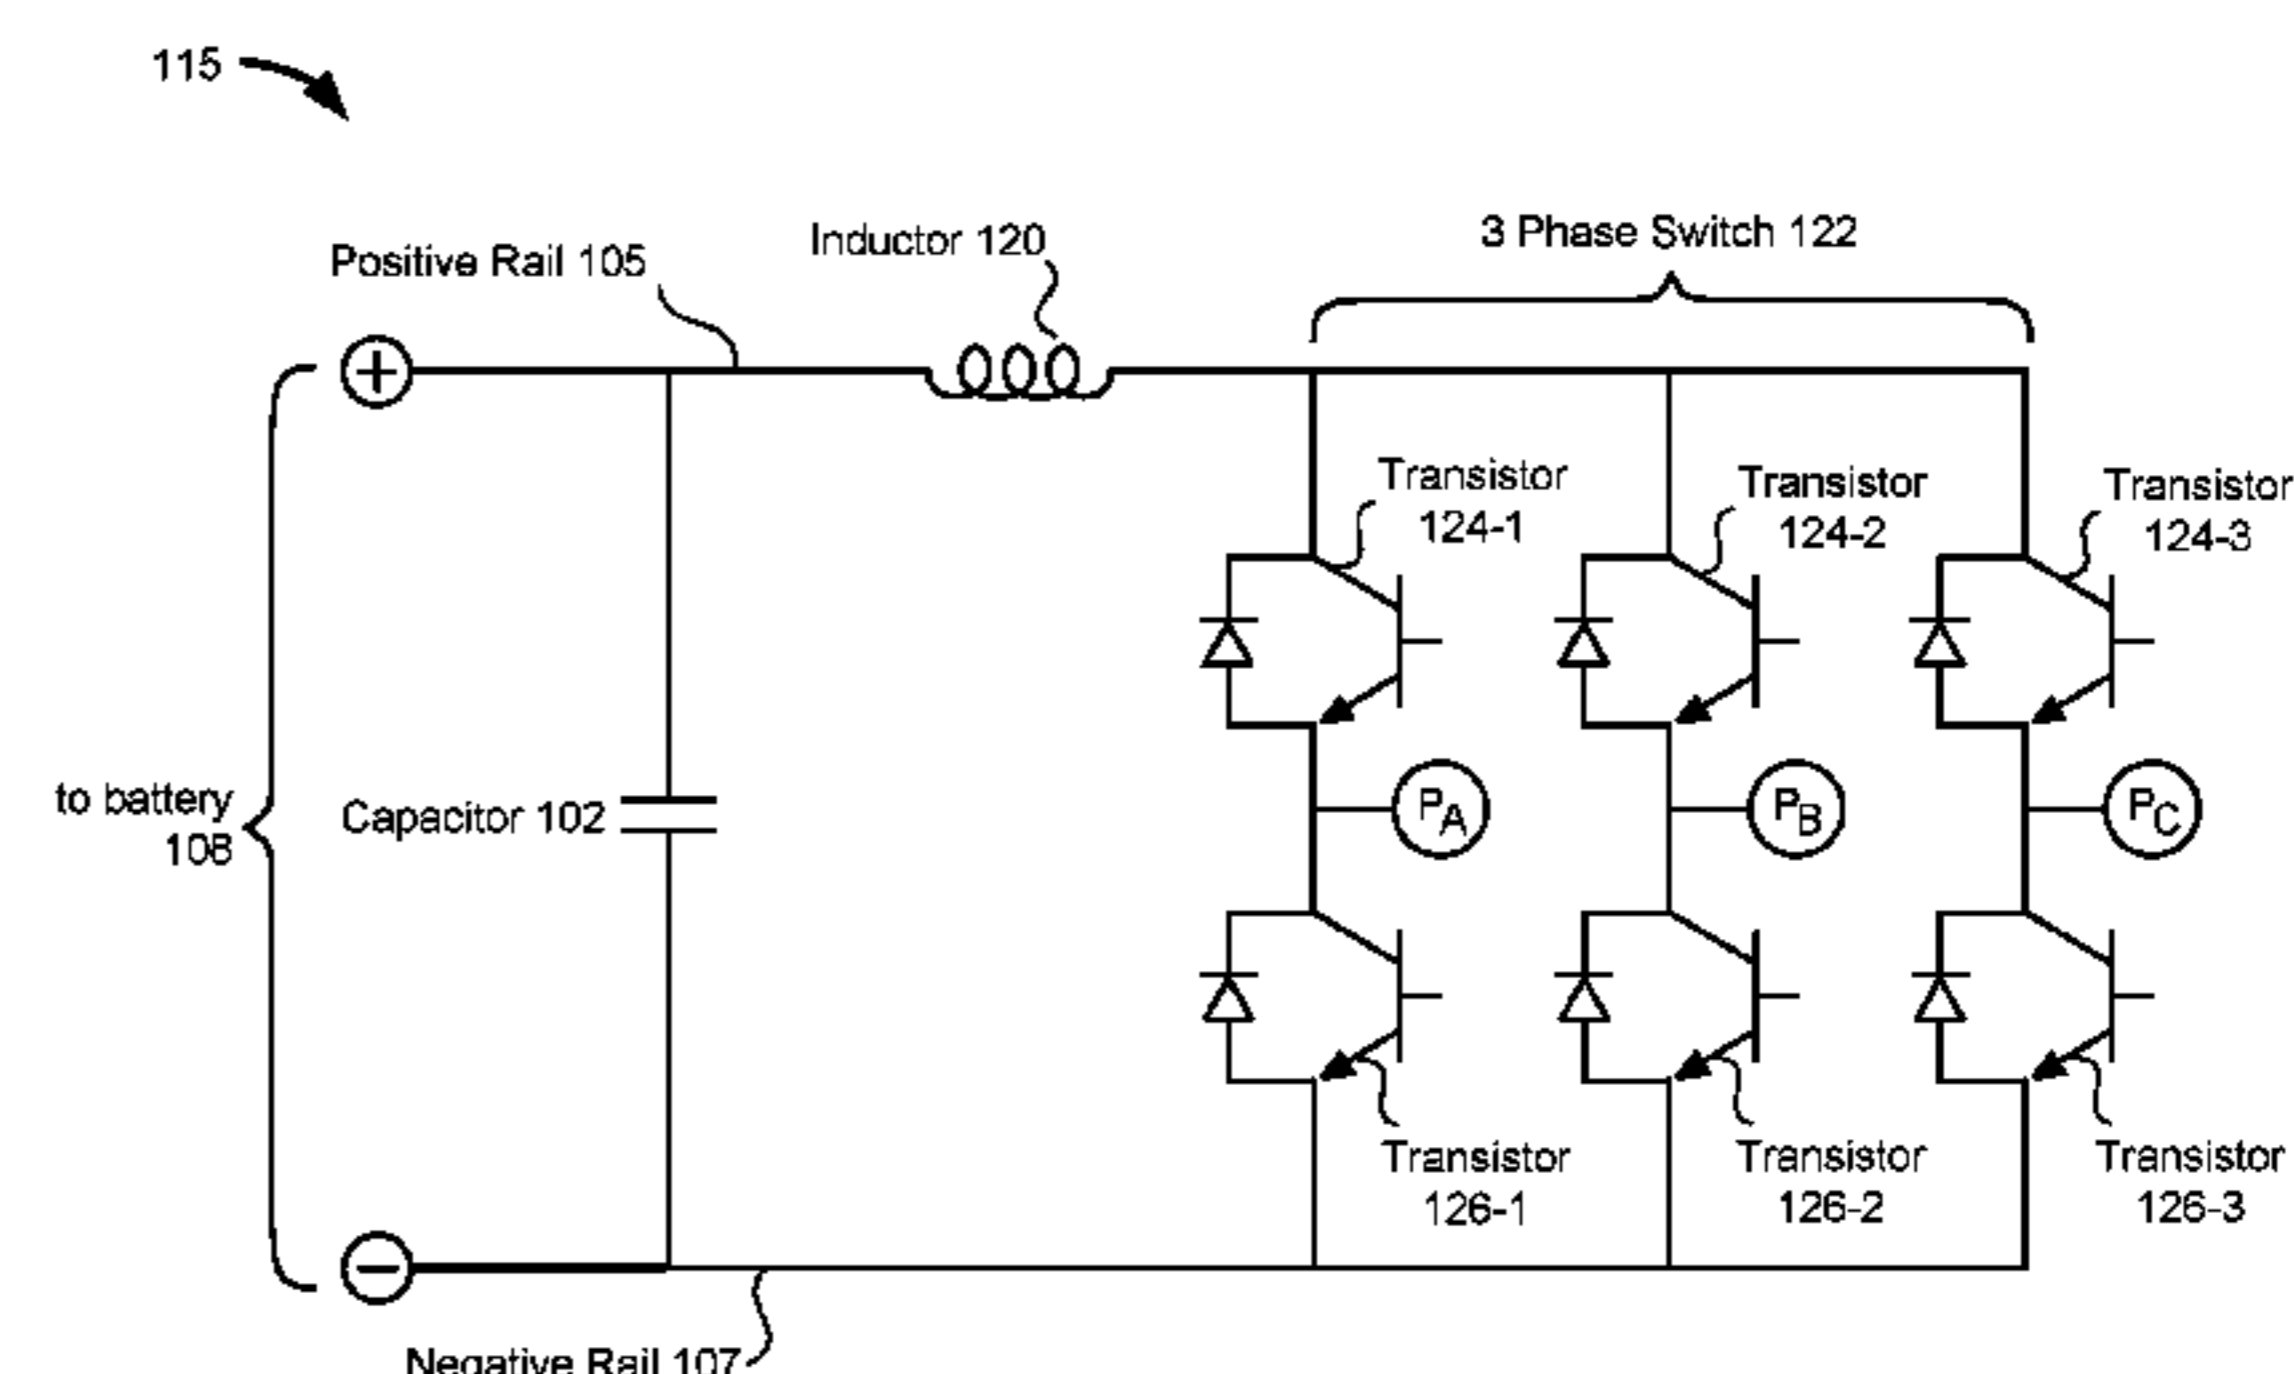 115
Positive Rail 105
Inductor 120
3 Phase Switch 122
+
Transistor
124-1
Transistor
124-2
Transistor
124-3
to battery
108
Capacitor 102
PA
PB
PC
Transistor
126-1
Transistor
126-2
Transistor
126-3
−
Negative Rail 107